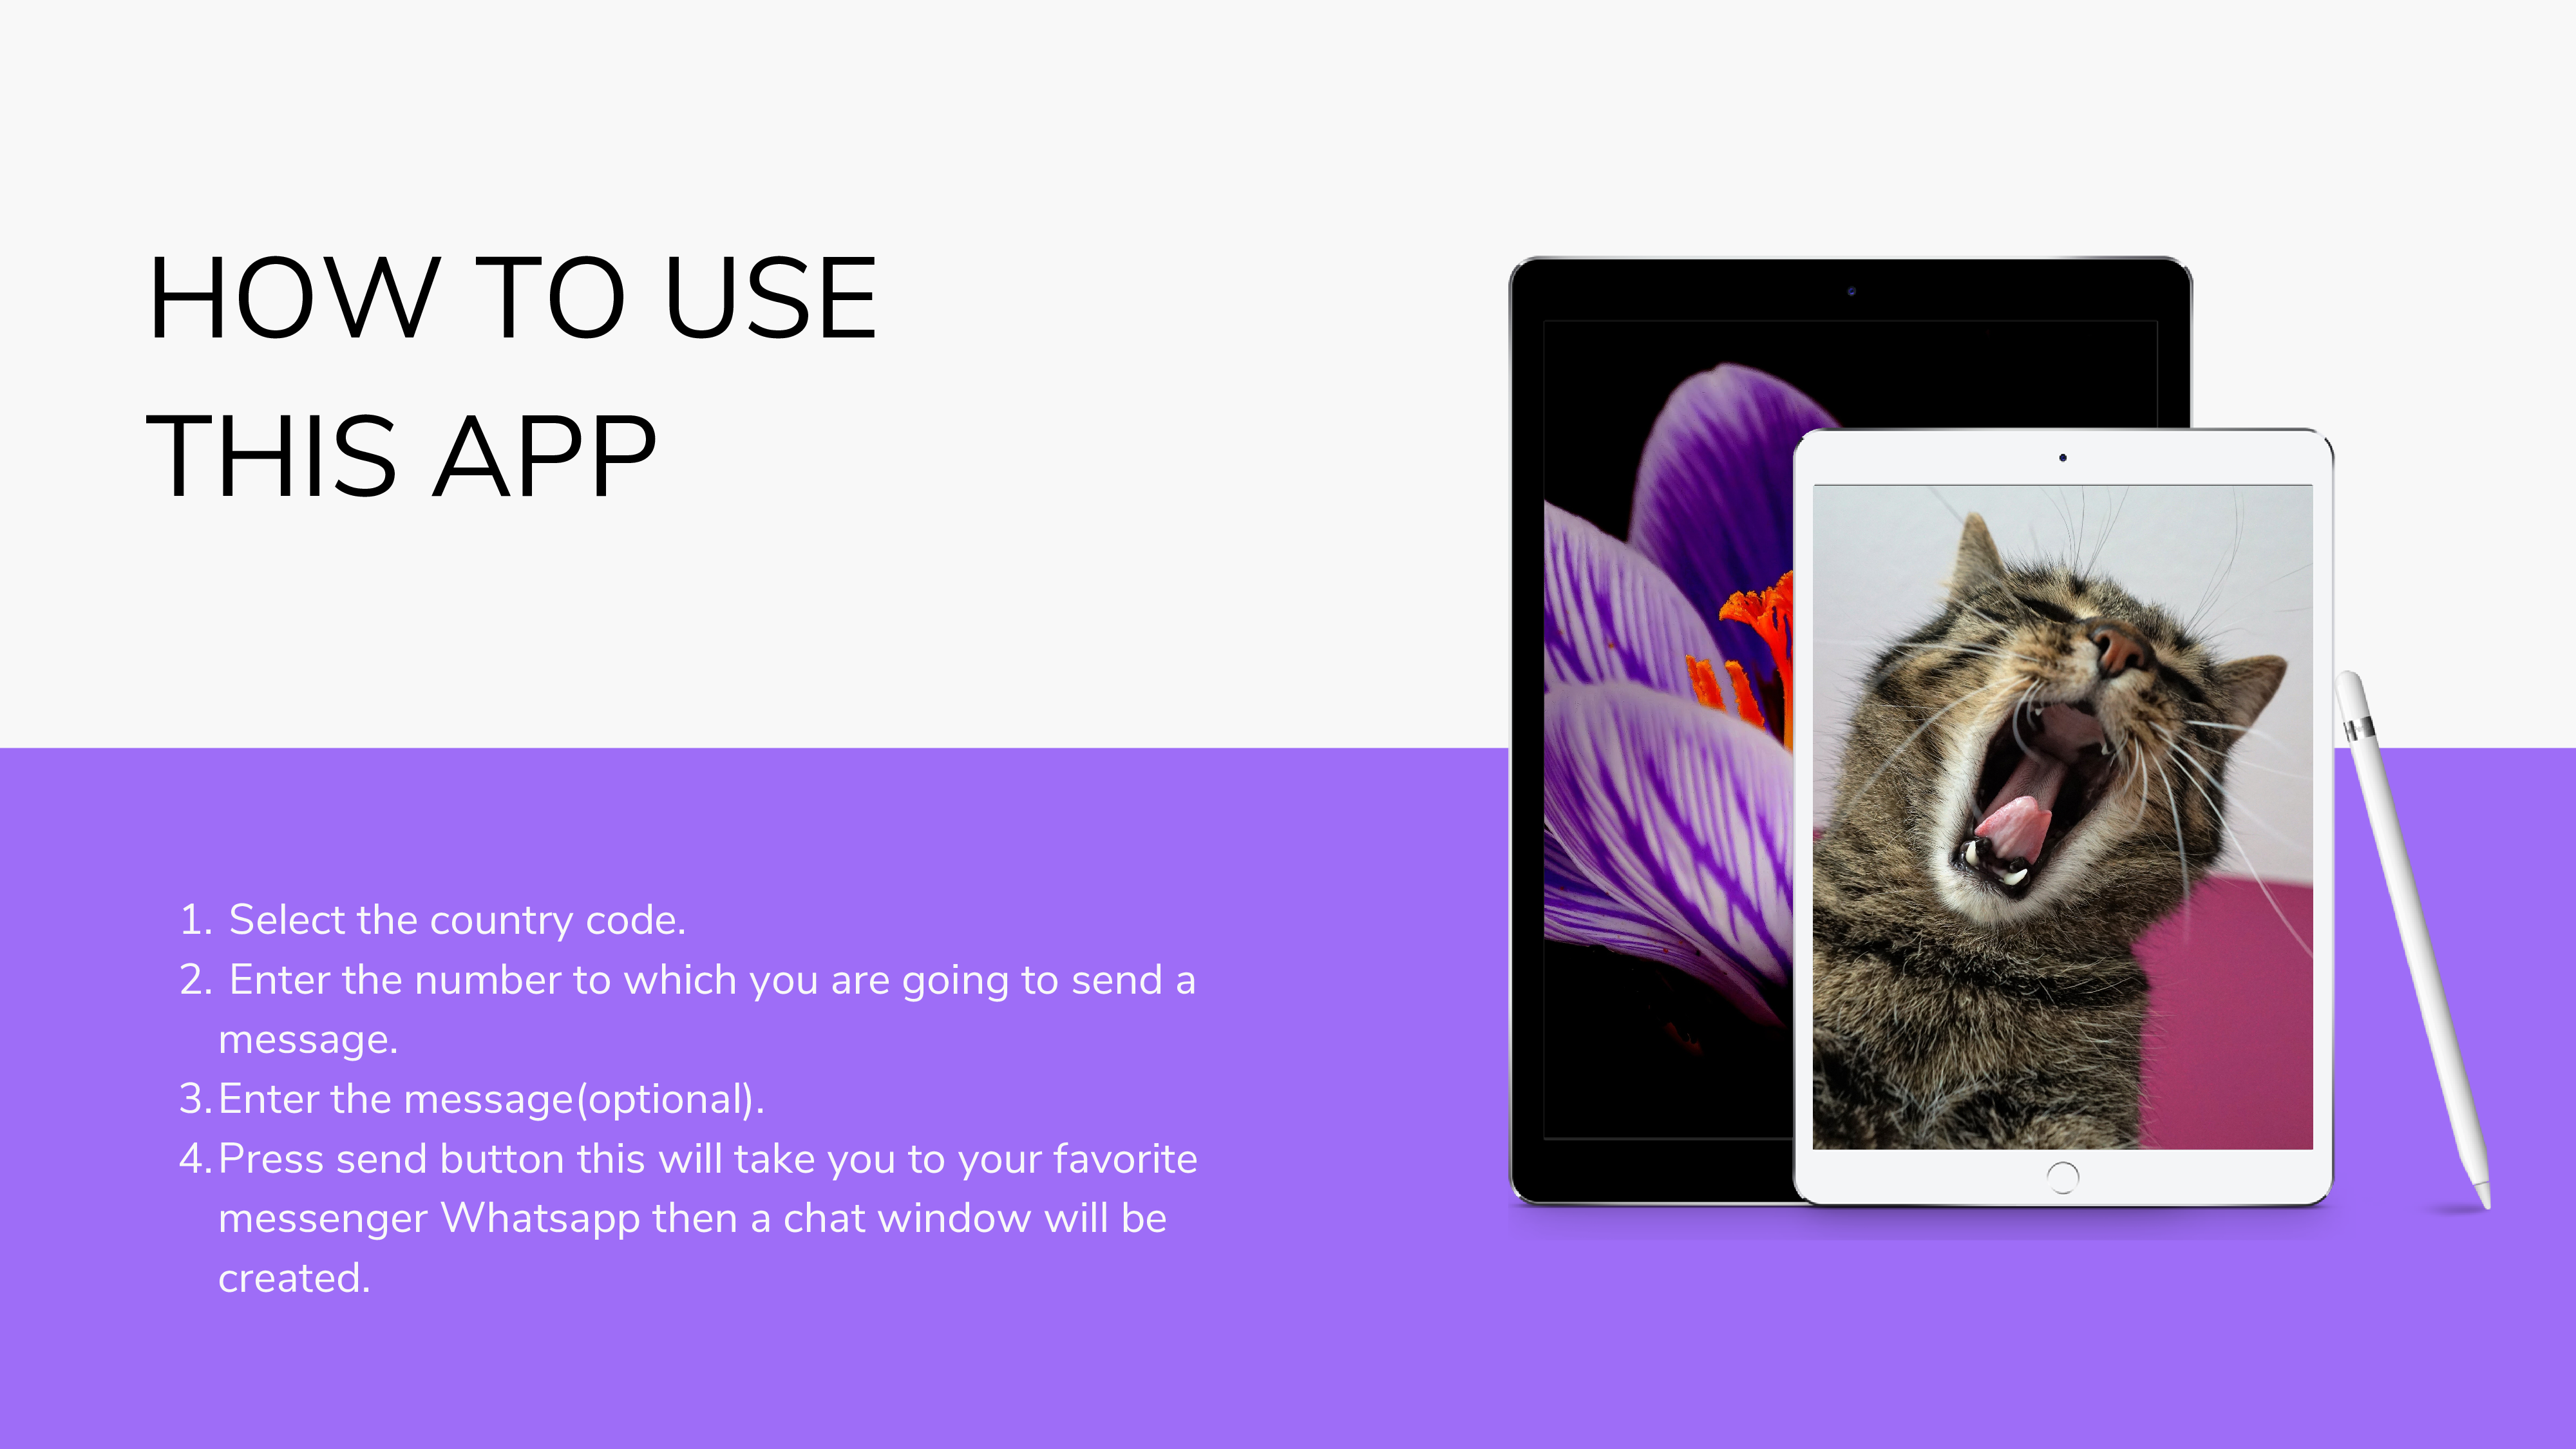 HOW TO USE
THIS APP
1. Select the country code.
2. Enter the number to which you are going to send a
message.
3. Enter the message(optional).
4. Press send button this will take you to your favorite
messenger Whatsapp then a chat window will be
created.